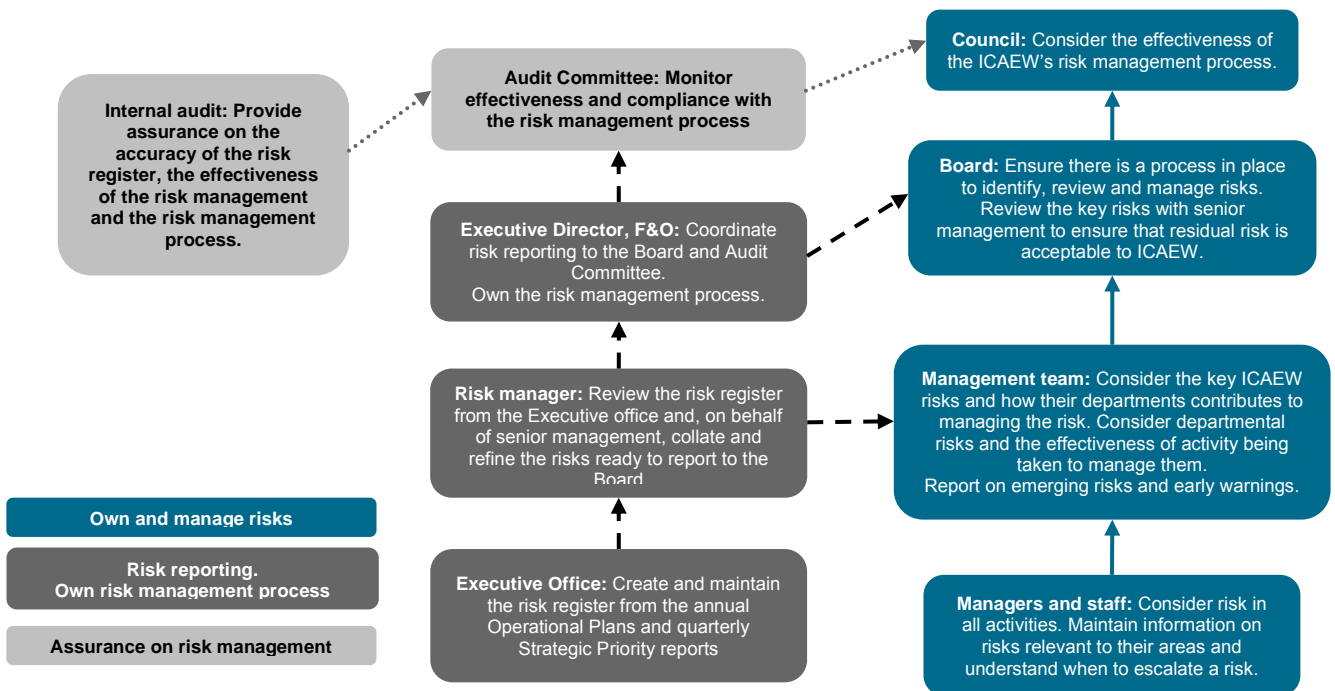 Internal audit: Provide
assurance on the
accuracy of the risk
register, the effectiveness
of the risk management
and the risk management
process.
Audit Committee: Monitor
effectiveness and compliance with
the risk management process
Council: Consider the effectiveness of
the ICAEW’s risk management process.
Executive Director, F&O: Coordinate
risk reporting to the Board and Audit
Committee.
Own the risk management process.
Board: Ensure there is a process in place
to identify, review and manage risks.
Review the key risks with senior
management to ensure that residual risk is
acceptable to ICAEW.
Risk manager: Review the risk register
from the Executive office and, on behalf
of senior management, collate and
refine the risks ready to report to the
Board
Management team: Consider the key ICAEW
risks and how their departments contributes to
managing the risk. Consider departmental
risks and the effectiveness of activity being
taken to manage them.
Report on emerging risks and early warnings.
Executive Office: Create and maintain
the risk register from the annual
Operational Plans and quarterly
Strategic Priority reports
Managers and staff: Consider risk in
all activities. Maintain information on
risks relevant to their areas and
understand when to escalate a risk.
Own and manage risks
Risk reporting.
Own risk management process
Assurance on risk management